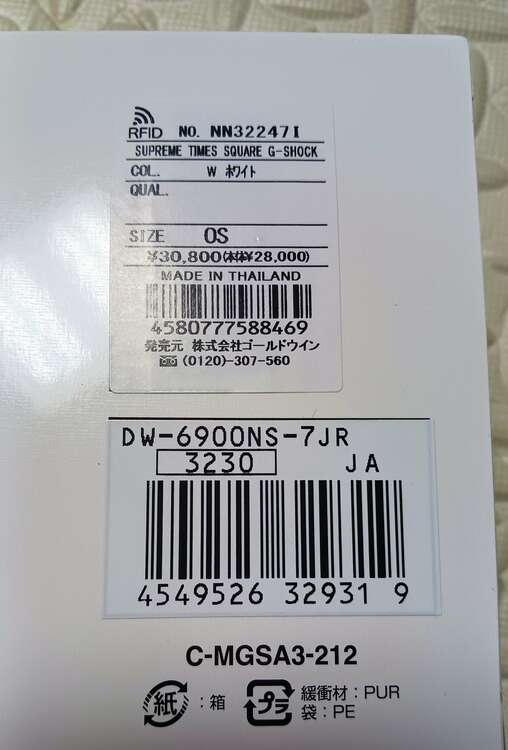 RFID NO. NN32247I
SUPREME TIMES SQUARE G-SHOCK
COL. W ホワイト
QUAL.
SIZE OS
¥30,800(本体¥28,000)
MADE IN THAILAND
4580777588469
発売元 株式会社ゴールドウイン
(0120)-307-560
DW-6900NS-7JR
3230 JA
4549526 32931 9
C-MGSA3-212
紙 :箱
プラ 緩衝材:PUR
袋:PE